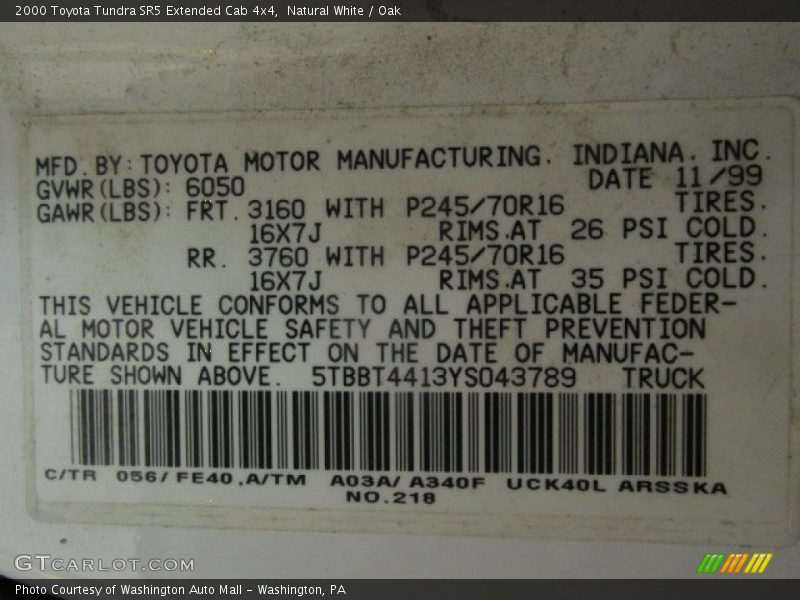 2000 Toyota Tundra SR5 Extended Cab 4x4,  Natural White / Oak
MFD. BY: TOYOTA MOTOR MANUFACTURING. INDIANA. INC.
GVWR(LBS): 6050 DATE 11/99
GAWR(LBS): FRT. 3160 WITH P245/70R16 TIRES.
16X7J RIMS.AT 26 PSI COLD.
RR. 3760 WITH P245/70R16 TIRES.
16X7J RIMS.AT 35 PSI COLD.
THIS VEHICLE CONFORMS TO ALL APPLICABLE FEDER-
AL MOTOR VEHICLE SAFETY AND THEFT PREVENTION
STANDARDS IN EFFECT ON THE DATE OF MANUFAC-
TURE SHOWN ABOVE. 5TBBT4413YS043789 TRUCK
C/TR 056/FE40.A/TM A03A/A340F UCK40L ARSSKA
NO.218
GTCARLOT.COM
Photo Courtesy of Washington Auto Mall - Washington, PA